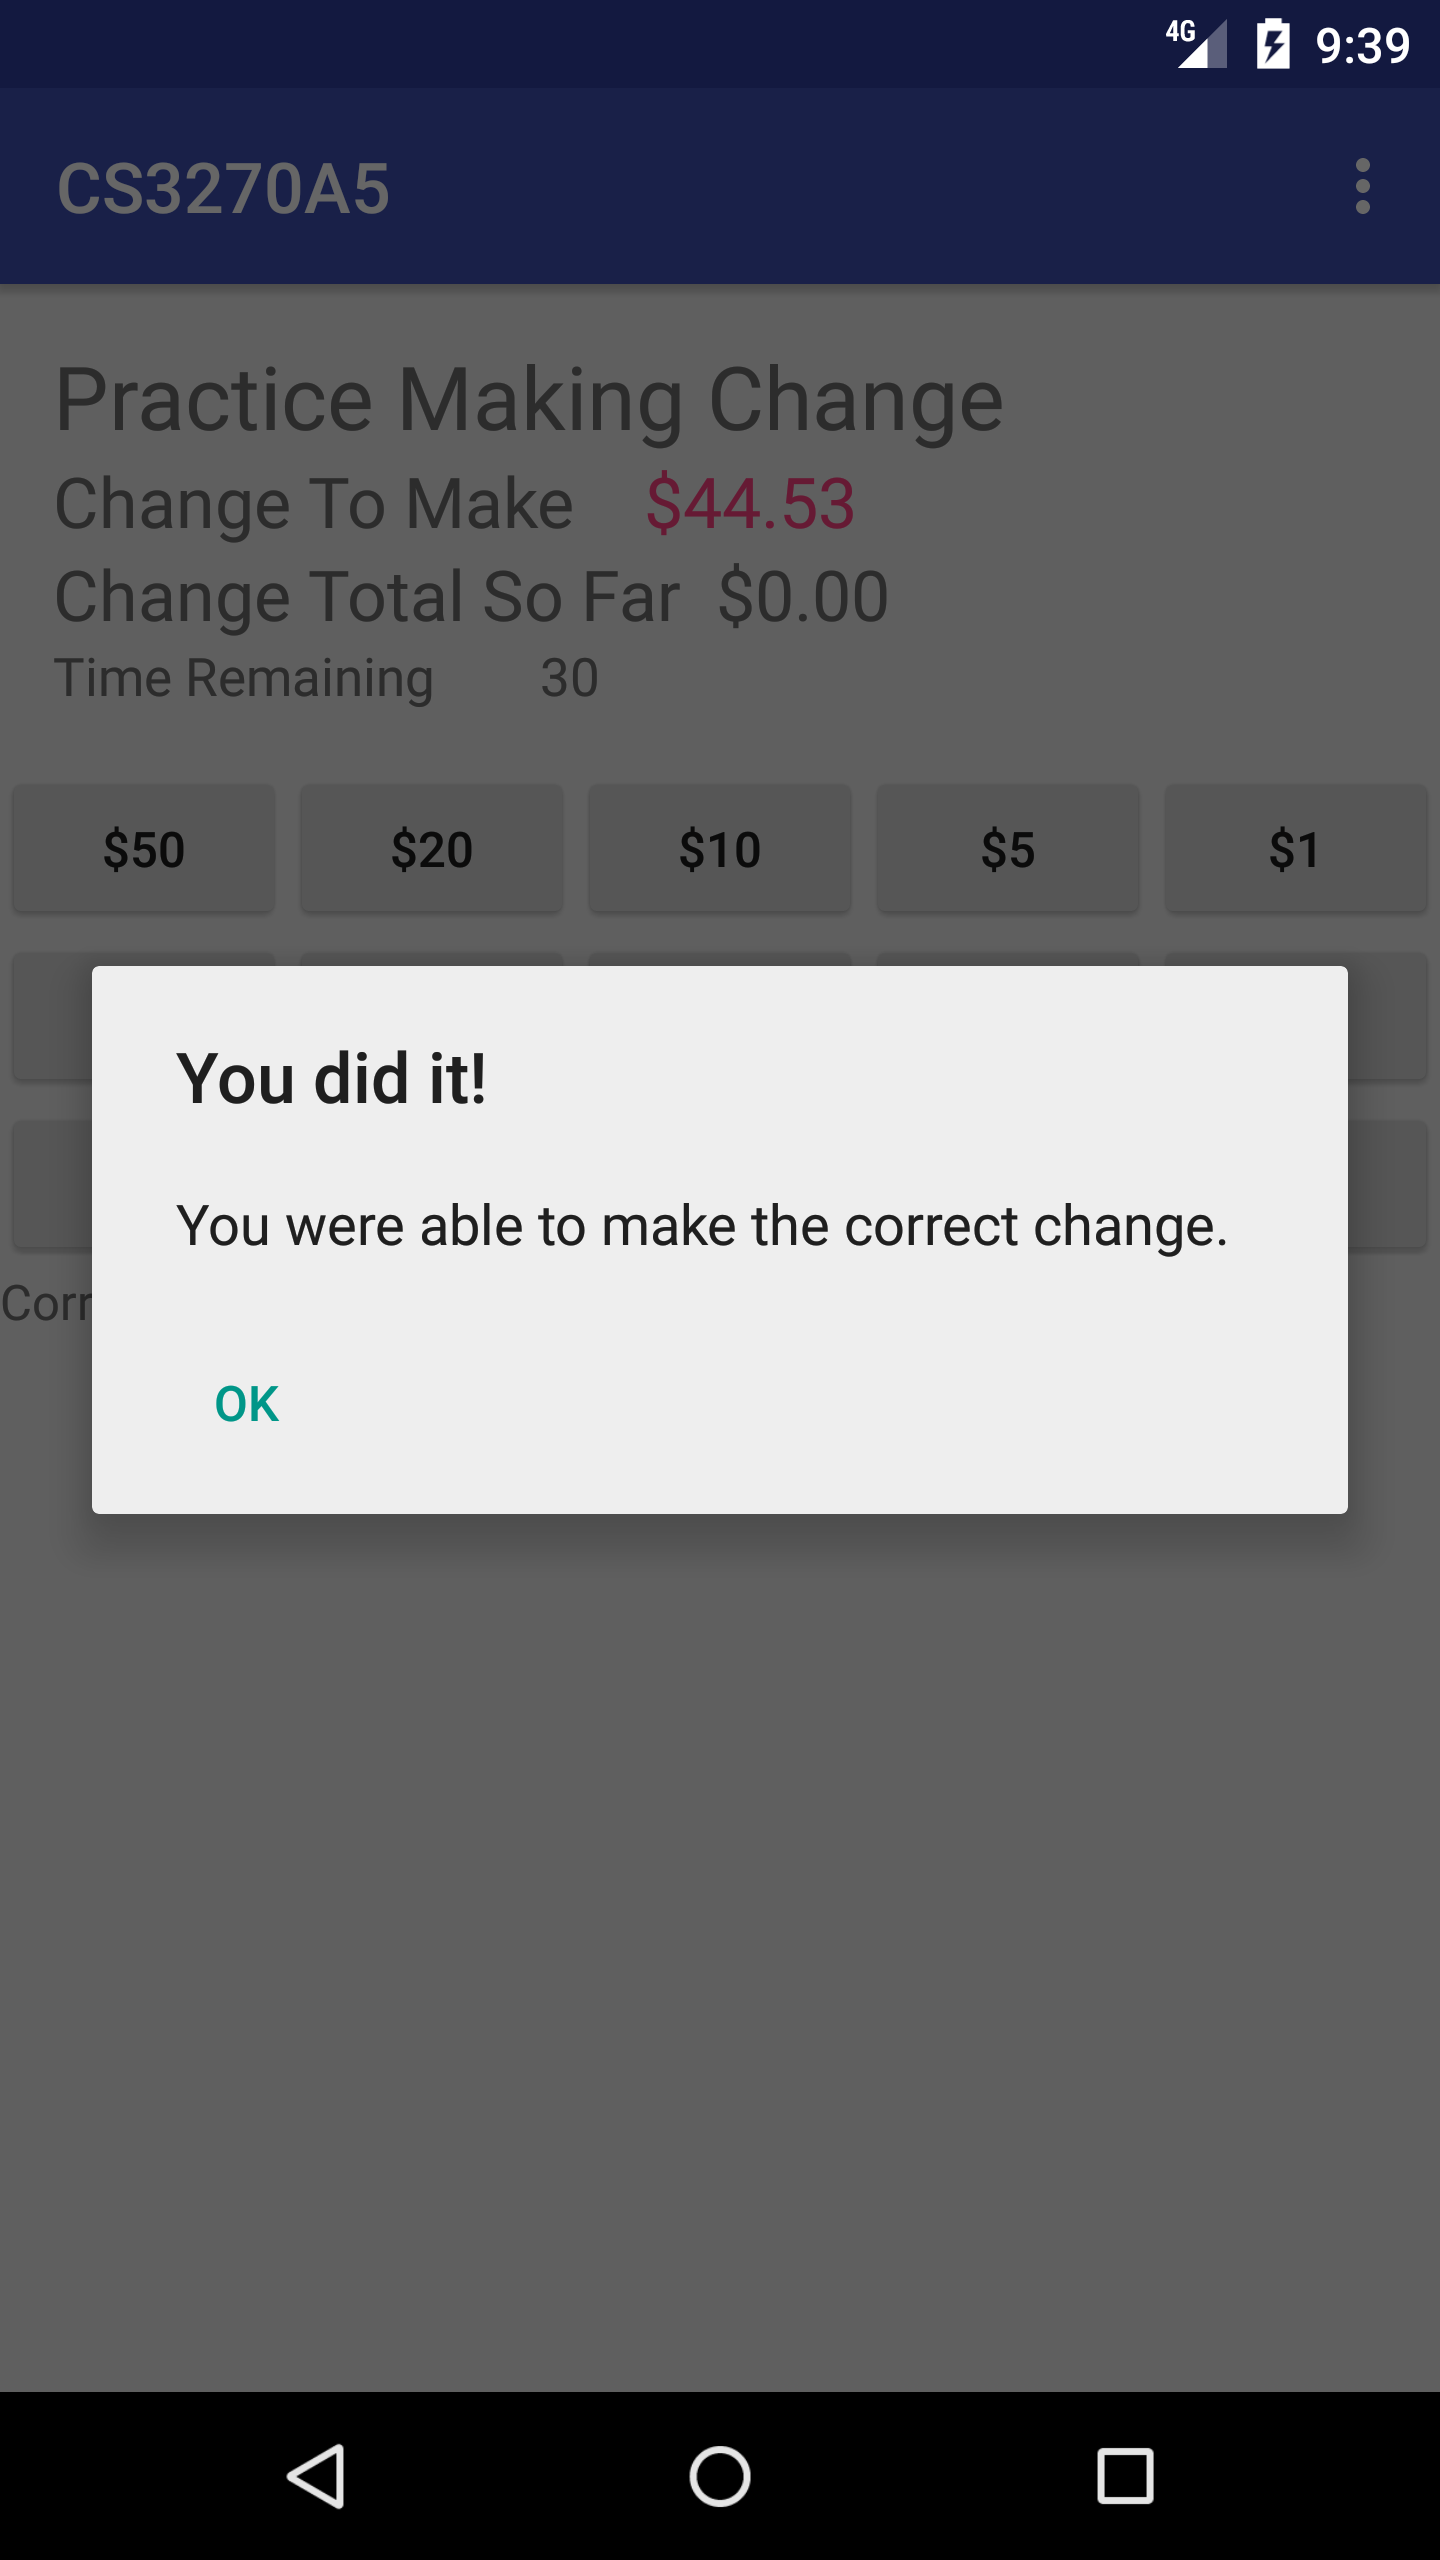 4G 9:39
CS3270A5
Practice Making Change
Change To Make $44.53
Change Total So Far $0.00
Time Remaining 30
$50 $20 $10 $5 $1
You did it!
You were able to make the correct change.
Corr
OK